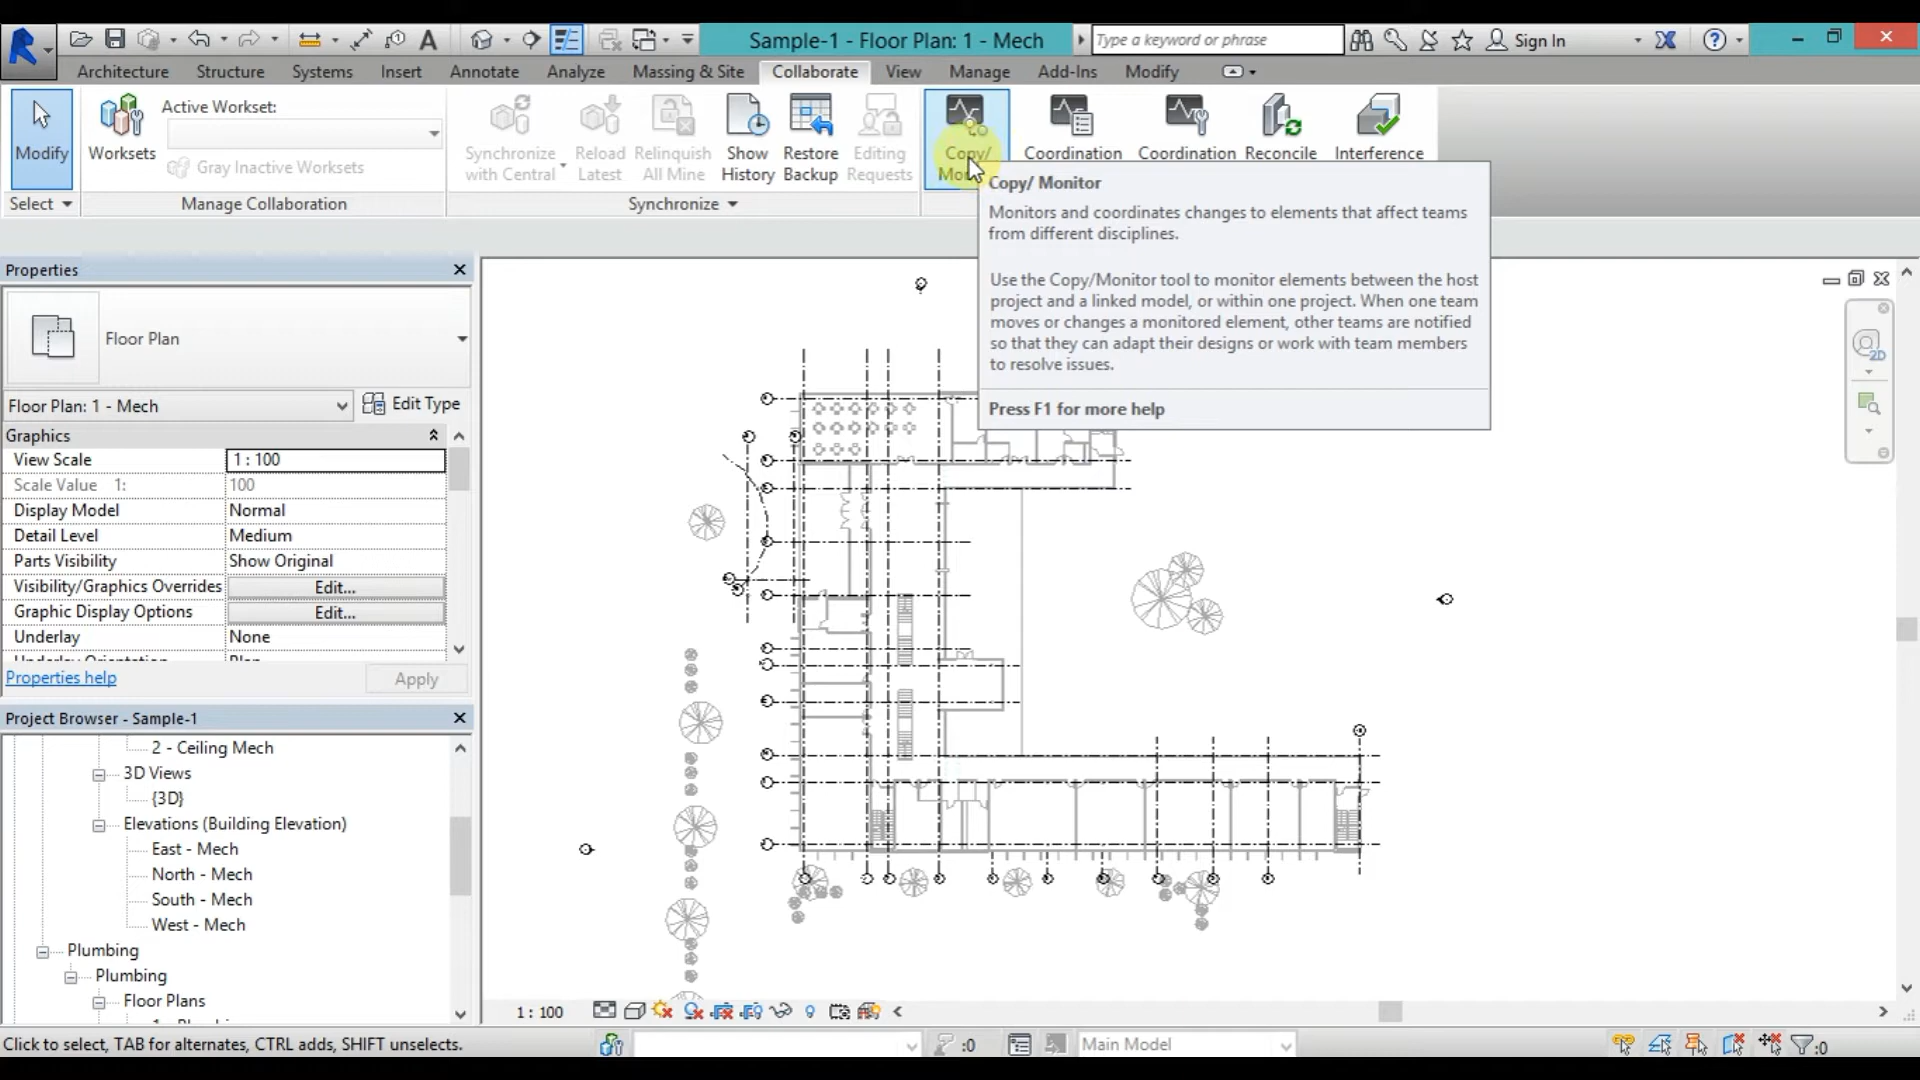 Sample-1 - Floor Plan: 1 - Mech
Type a keyword or phrase
Sign In
Architecture Structure Systems Insert Annotate Analyze Massing & Site Collaborate View Manage Add-Ins Modify
Modify
Worksets
Active Workset:
Gray Inactive Worksets
Synchronize with Central
Reload Latest
Relinquish All Mine
Show History
Restore Backup
Editing Requests
Copy/
Coordination
Coordination
Reconcile
Interference
Select
Manage Collaboration
Synchronize
Copy/ Monitor
Monitors and coordinates changes to elements that affect teams
from different disciplines.
Use the Copy/Monitor tool to monitor elements between the host
project and a linked model, or within one project. When one team
moves or changes a monitored element, other teams are notified
so that they can adapt their designs or work with team members
to resolve issues.
Press F1 for more help
Properties
Floor Plan
Floor Plan: 1 - Mech
Edit Type
Graphics
View Scale 1 : 100
Scale Value 1: 100
Display Model Normal
Detail Level Medium
Parts Visibility Show Original
Visibility/Graphics Overrides Edit...
Graphic Display Options Edit...
Underlay None
Properties help
Apply
Project Browser - Sample-1
2 - Ceiling Mech
3D Views
{3D}
Elevations (Building Elevation)
East - Mech
North - Mech
South - Mech
West - Mech
Plumbing
Plumbing
Floor Plans
1 : 100
2D
Click to select, TAB for alternates, CTRL adds, SHIFT unselects.
:0
Main Model
:0